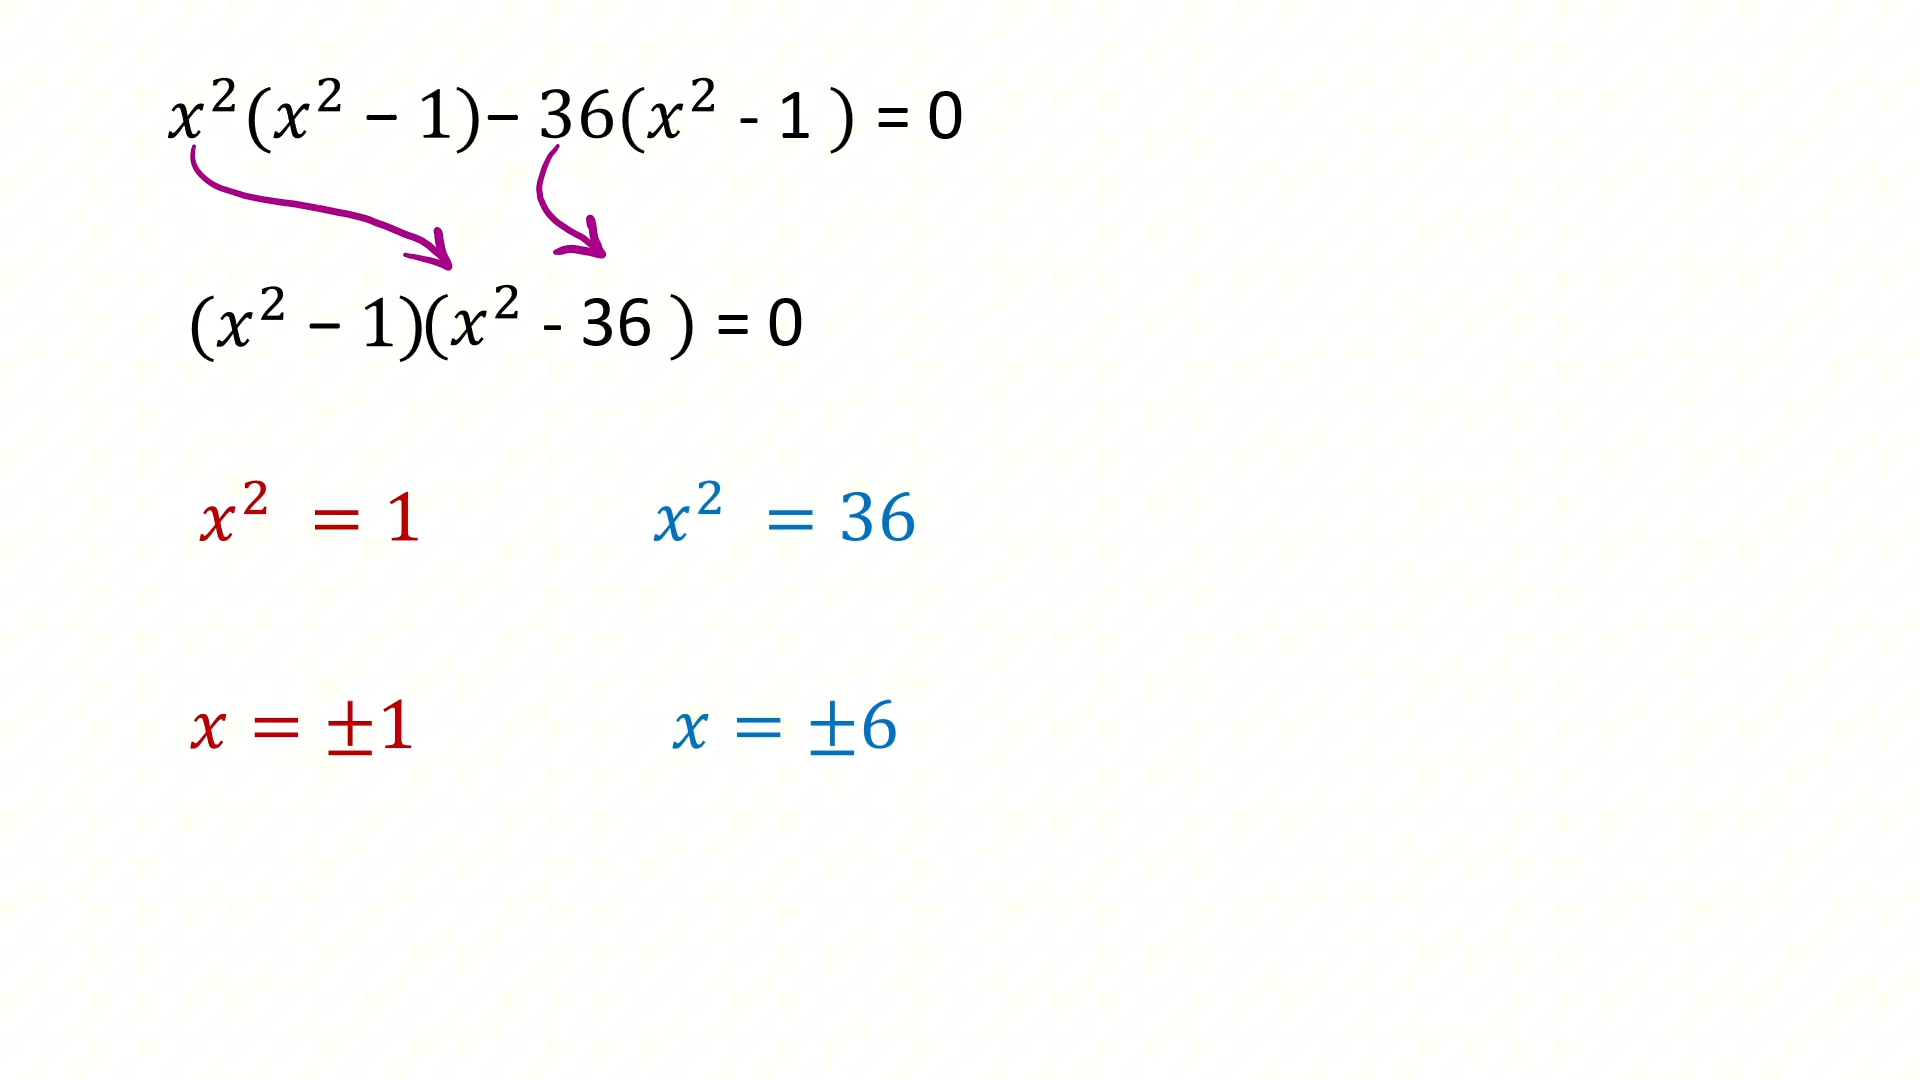 x²(x² − 1)− 36(x² - 1 ) = 0
(x² − 1)(x² - 36 ) = 0
x² = 1 x² = 36
x = ±1 x = ±6